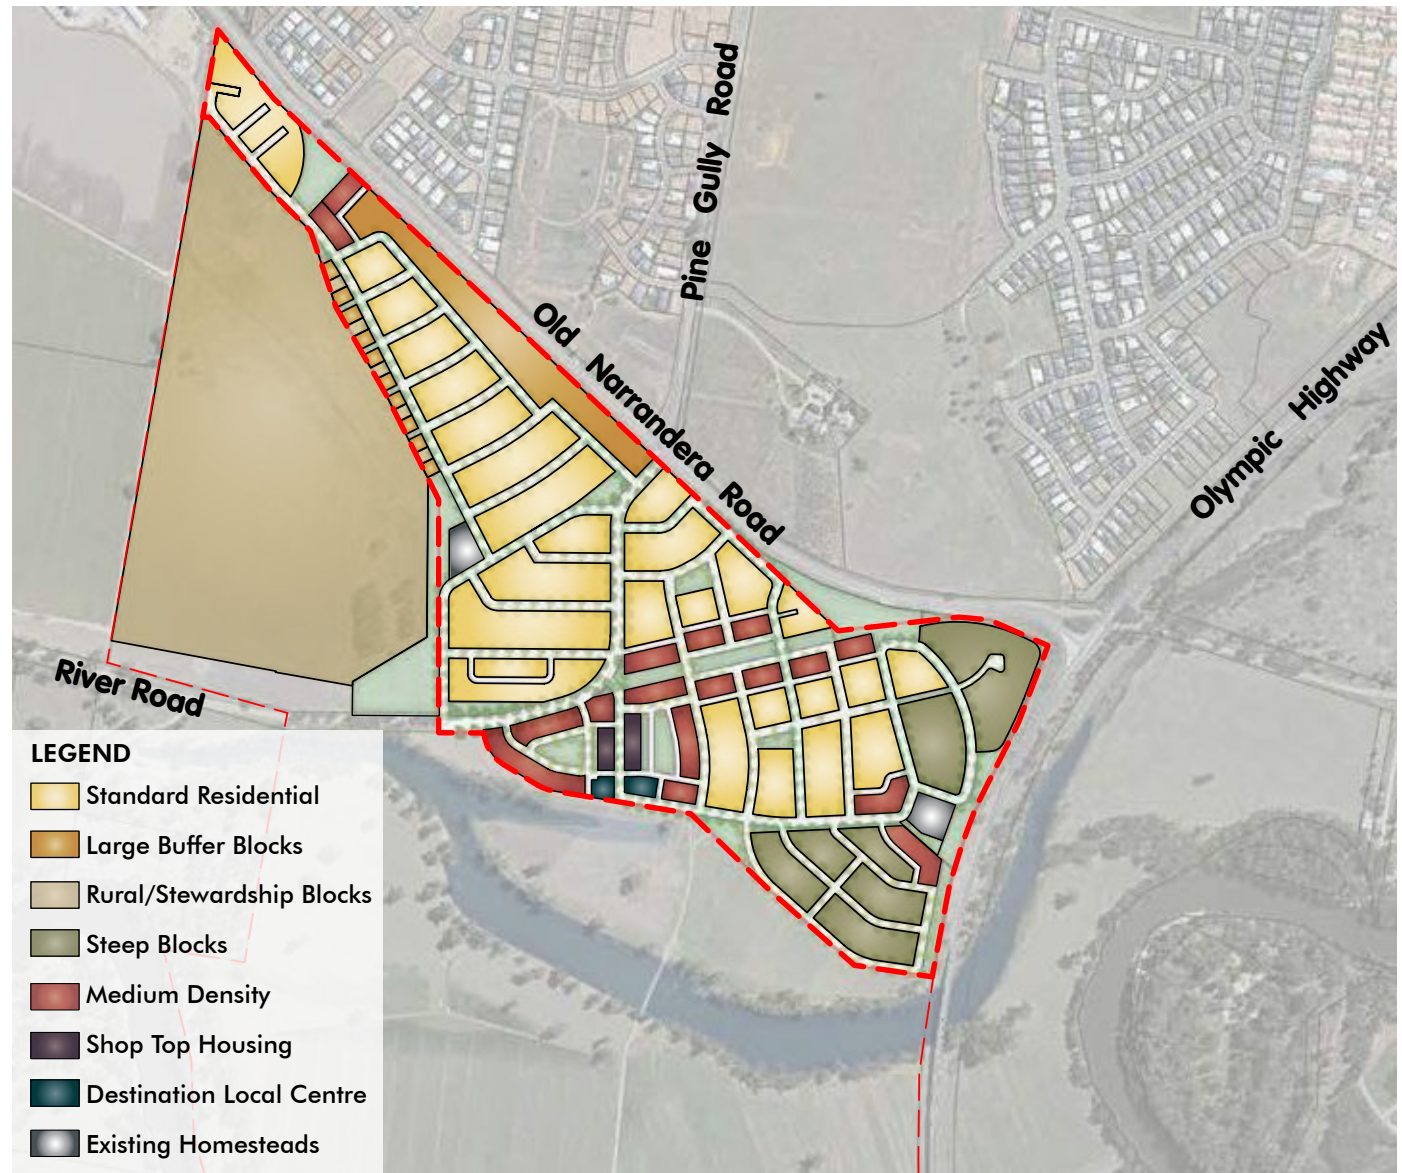 Pine Gully Road
Old Narrandera Road
Olympic Highway
River Road
LEGEND
Standard Residential
Large Buffer Blocks
Rural/Stewardship Blocks
Steep Blocks
Medium Density
Shop Top Housing
Destination Local Centre
Existing Homesteads